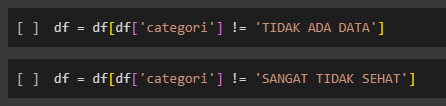 [ ] df = df[df['categori'] != 'TIDAK ADA DATA']
[ ] df = df[df['categori'] != 'SANGAT TIDAK SEHAT']